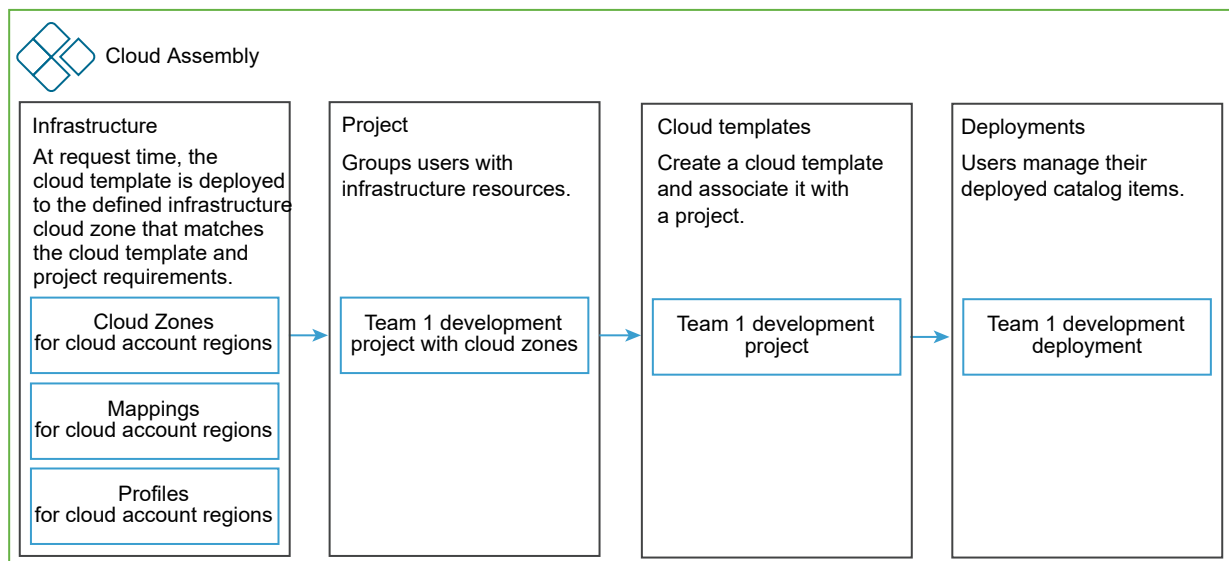 Cloud Assembly
Infrastructure
At request time, the
cloud template is deployed
to the defined infrastructure
cloud zone that matches
the cloud template and
project requirements.
Cloud Zones
for cloud account regions
Mappings
for cloud account regions
Profiles
for cloud account regions
Project
Groups users with
infrastructure resources.
Team 1 development
project with cloud zones
Cloud templates
Create a cloud template
and associate it with
a project.
Team 1 development
project
Deployments
Users manage their
deployed catalog items.
Team 1 development
deployment